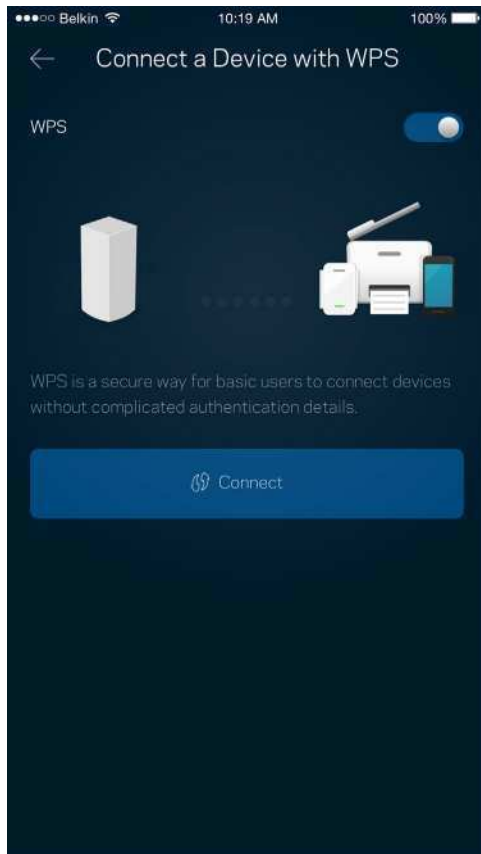 Belkin 10:19 AM 100%
Connect a Device with WPS
WPS
WPS is a secure way for basic users to connect devices
without complicated authentication details.
Connect